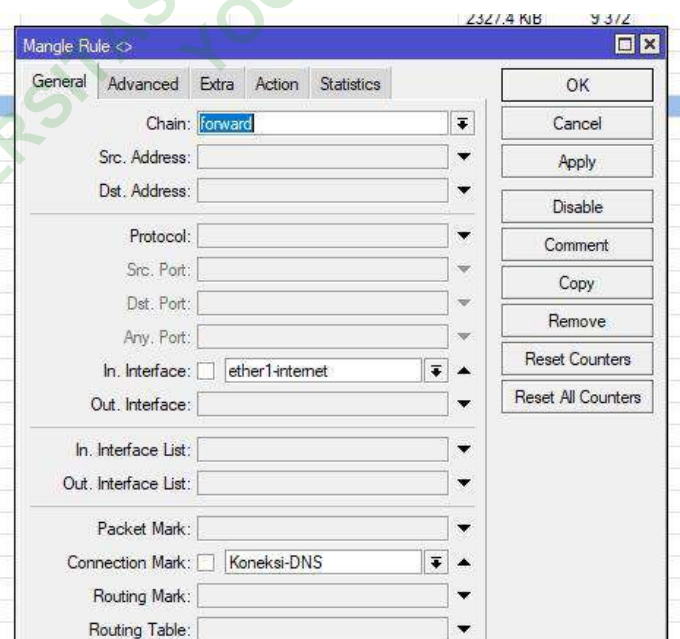 2327.4 KiB 9 372
Mangle Rule <>
General Advanced Extra Action Statistics
OK
Cancel
Apply
Disable
Comment
Copy
Remove
Reset Counters
Reset All Counters
Chain: forward
Src. Address:
Dst. Address:
Protocol:
Src. Port:
Dst. Port:
Any. Port:
In. Interface: ether1-internet
Out. Interface:
In. Interface List:
Out. Interface List:
Packet Mark:
Connection Mark: Koneksi-DNS
Routing Mark:
Routing Table: